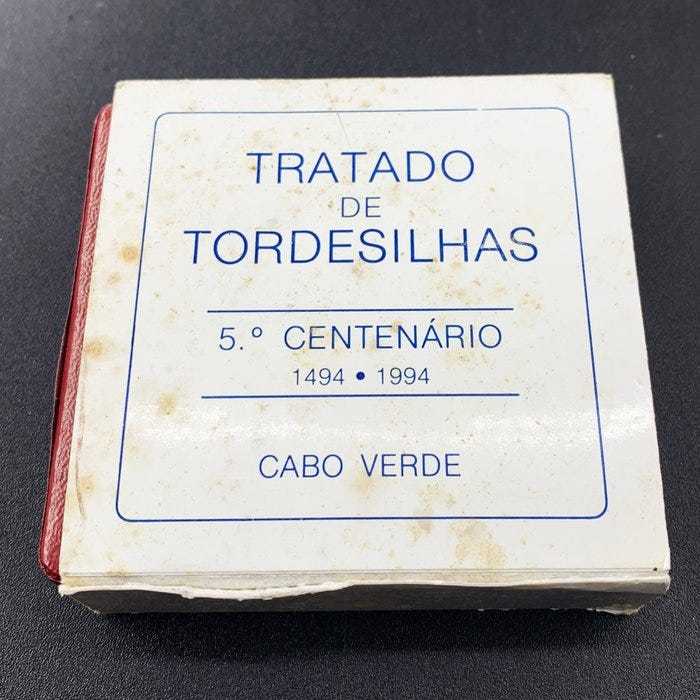 TRATADO
DE
TORDESILHAS
5.º CENTENÁRIO
1494 • 1994
CABO VERDE